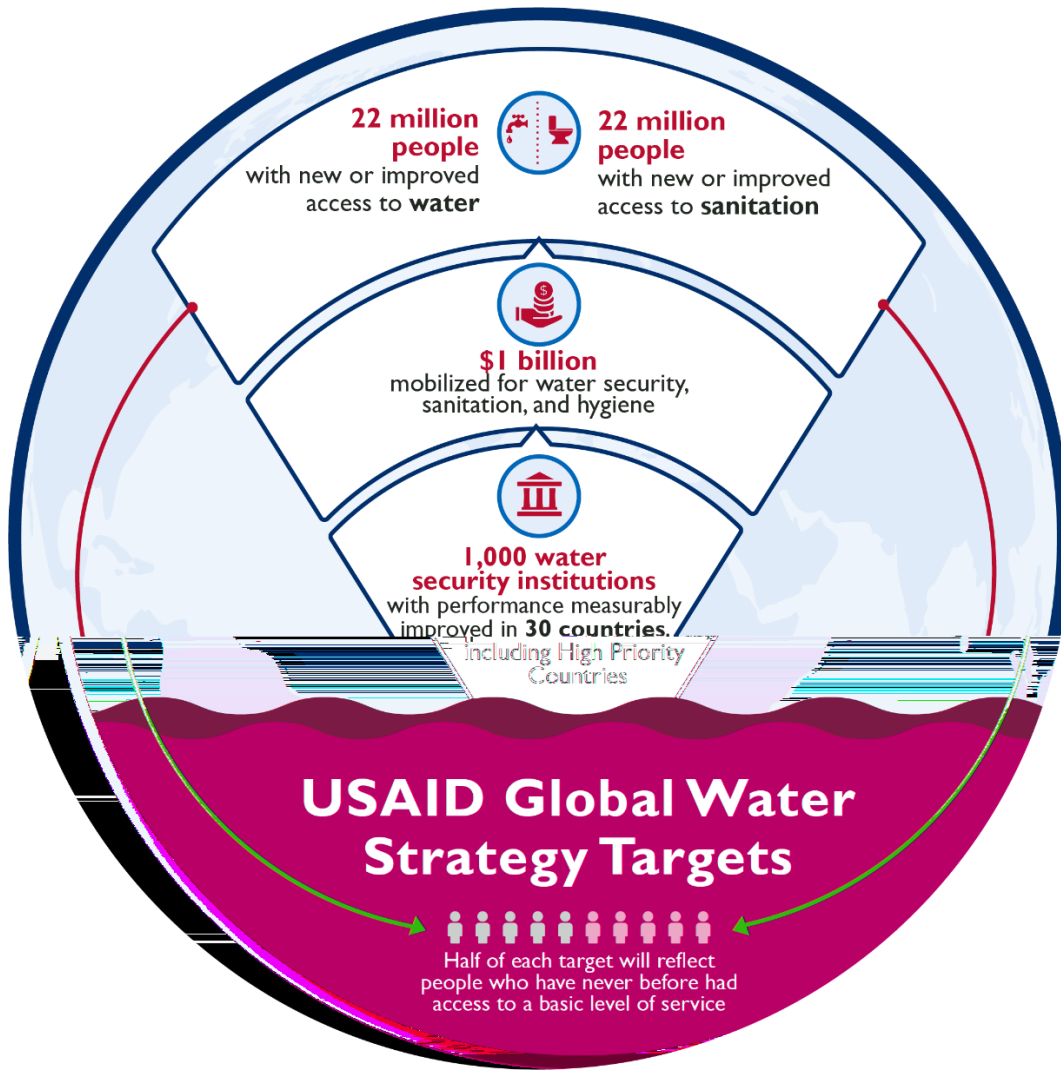 22 million
people
with new or improved
access to water
22 million
people
with new or improved
access to sanitation
$
$1 billion
mobilized for water security,
sanitation, and hygiene
1,000 water
security institutions
with performance measurably
improved in 30 countries,
including High Priority
Countries
USAID Global Water
Strategy Targets
Half of each target will reflect
people who have never before had
access to a basic level of service